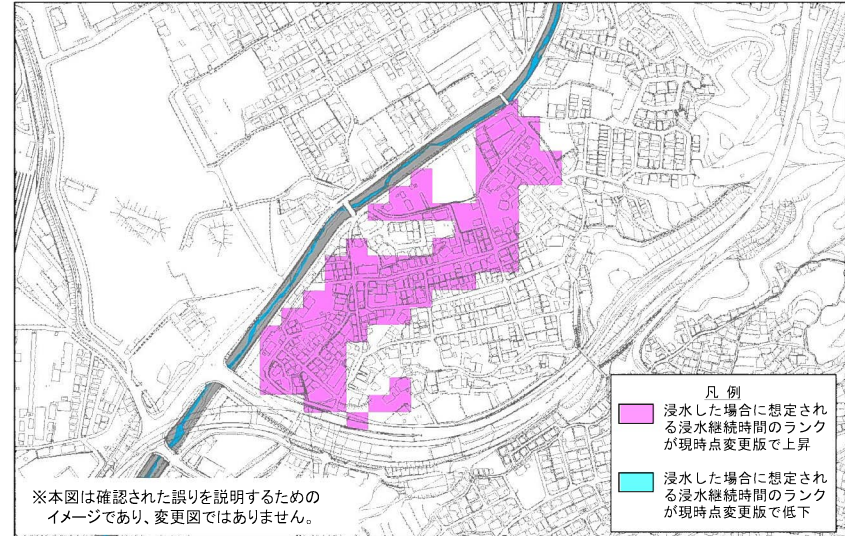 凡 例
浸水した場合に想定され
る浸水継続時間のランク
が現時点変更版で上昇
浸水した場合に想定され
る浸水継続時間のランク
が現時点変更版で低下
※本図は確認された誤りを説明するための
イメージであり、変更図ではありません。